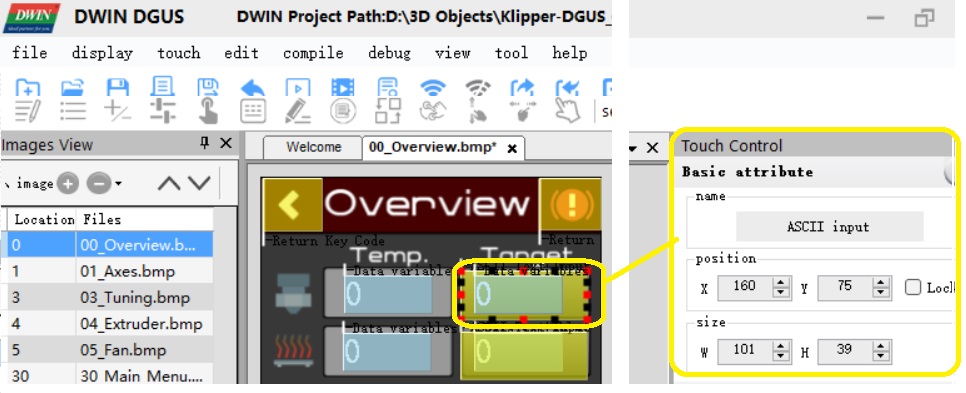 DWIN
DWIN DGUS
DWIN Project Path:D:\3D Objects\Klipper-DGUS_
file display touch edit compile debug view tool help
Images View
Welcome
00_Overview.bmp*
Touch Control
Basic attribute
image
name
ASCII input
Location Files
0 00_Overview.b...
1 01_Axes.bmp
3 03_Tuning.bmp
4 04_Extruder.bmp
5 05_Fan.bmp
30 30 Main Menu....
Overview
Return Key Code
Return
Temp.
Target
Data variables
Data variables
0
0
Data variables
0
0
position
X 160 Y 75
size
W 101 H 39